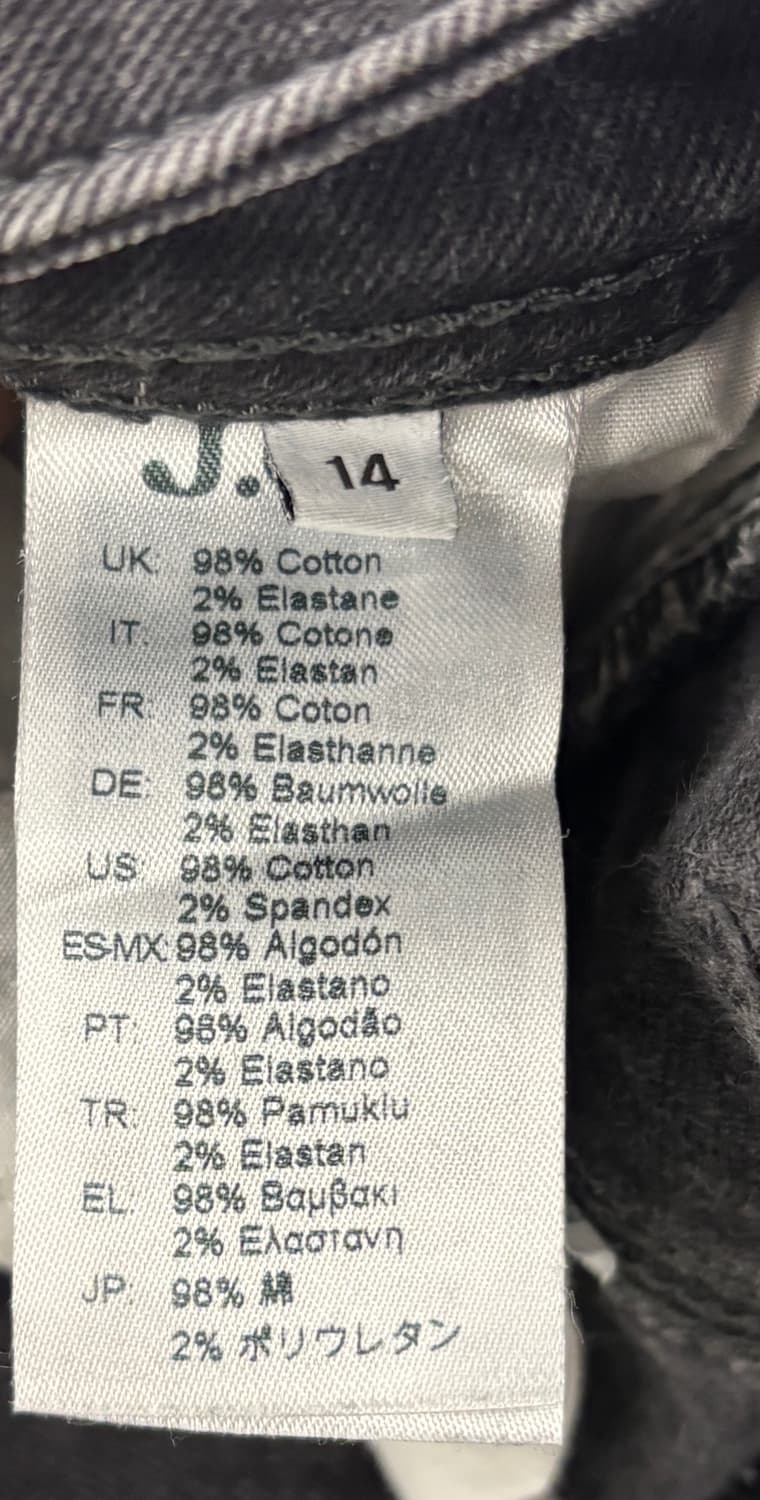 J.
14
UK: 98% Cotton
2% Elastane
IT: 98% Cotone
2% Elastan
FR: 98% Coton
2% Elasthanne
DE: 98% Baumwolle
2% Elasthan
US 98% Cotton
2% Spandex
ES-MX: 98% Algodón
2% Elastano
PT: 98% Algodão
2% Elastano
TR: 98% Pamuklu
2% Elastan
EL: 98% Βαμβακι
2% Ελαστανη
JP: 98% 綿
2% ポリウレタン